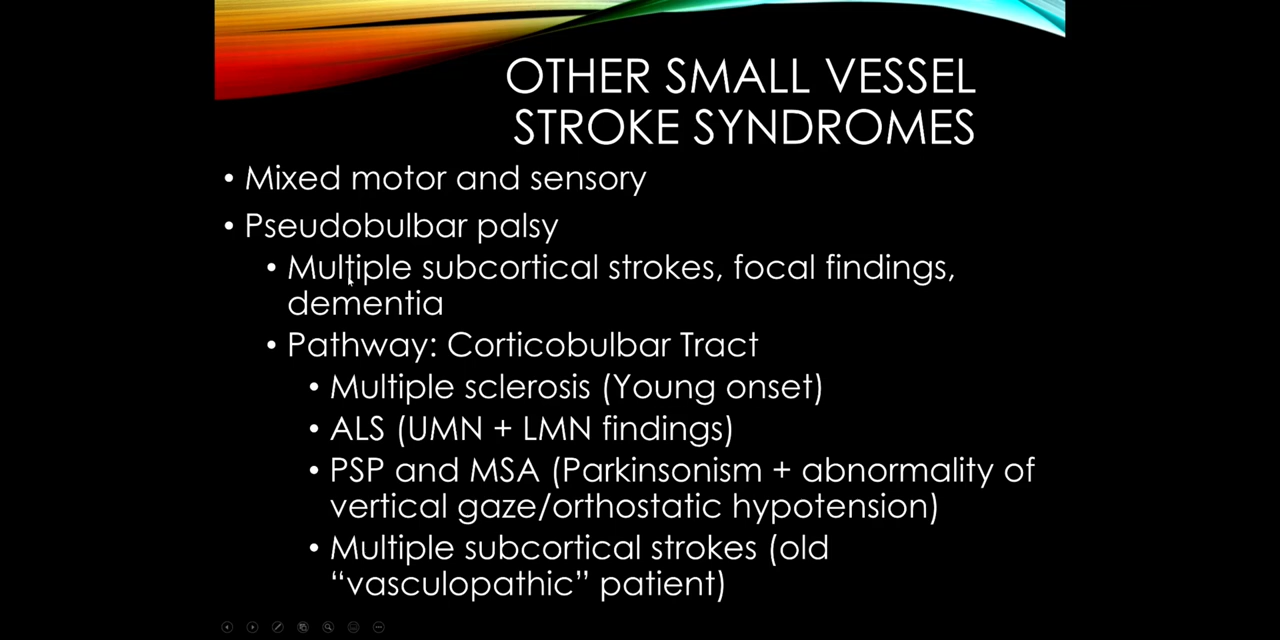 OTHER SMALL VESSEL
STROKE SYNDROMES
• Mixed motor and sensory
• Pseudobulbar palsy
• Multiple subcortical strokes, focal findings,
dementia
• Pathway: Corticobulbar Tract
• Multiple sclerosis (Young onset)
• ALS (UMN + LMN findings)
• PSP and MSA (Parkinsonism + abnormality of
vertical gaze/orthostatic hypotension)
• Multiple subcortical strokes (old
“vasculopathic” patient)